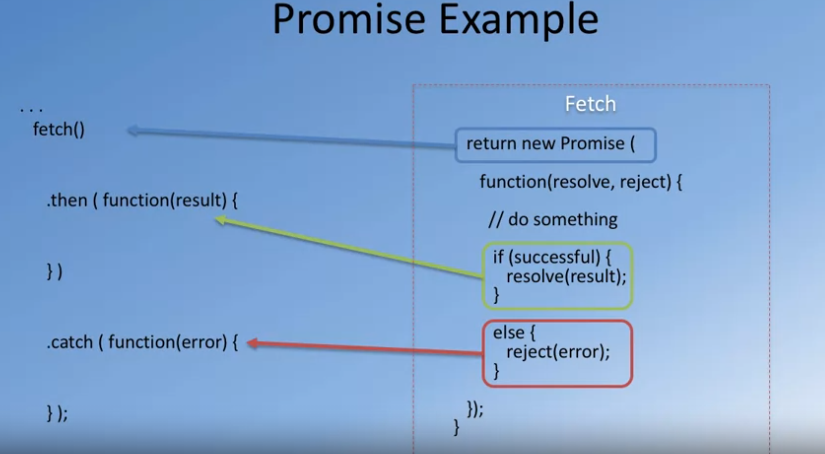 Promise Example
. . .
fetch()
.then ( function(result) {
} )
.catch ( function(error) {
} );
Fetch
return new Promise (
function(resolve, reject) {
// do something
if (successful) {
resolve(result);
}
else {
reject(error);
}
});
}